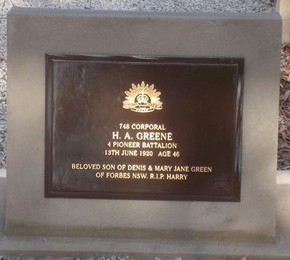 748 CORPORAL
H. A. GREENE
4 PIONEER BATTALION
13TH JUNE 1920 AGE 46
BELOVED SON OF DENIS & MARY JANE GREEN
OF FORBES NSW. R.I.P. HARRY